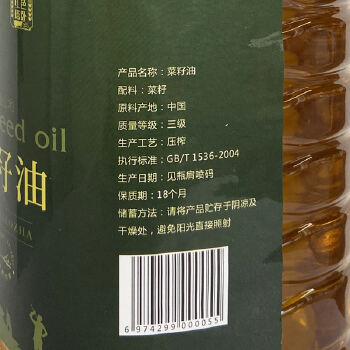 eed oil
籽油
产品名称：菜籽油
配料：菜籽
原料产地：中国
质量等级：三级
生产工艺：压榨
执行标准：GB/T 1536-2004
生产日期：见瓶肩喷码
保质期：18个月
储蓄方法：请将产品贮存于阴凉及
干燥处，避免阳光直接照射
6 974299 000055